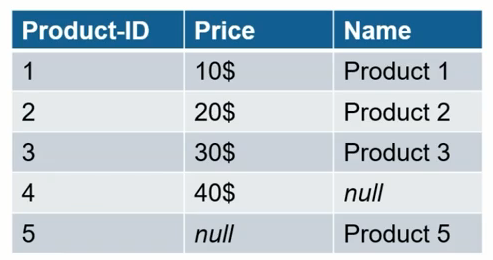 Product-ID Price Name
1 10$ Product 1
2 20$ Product 2
3 30$ Product 3
4 40$ null
5 null Product 5